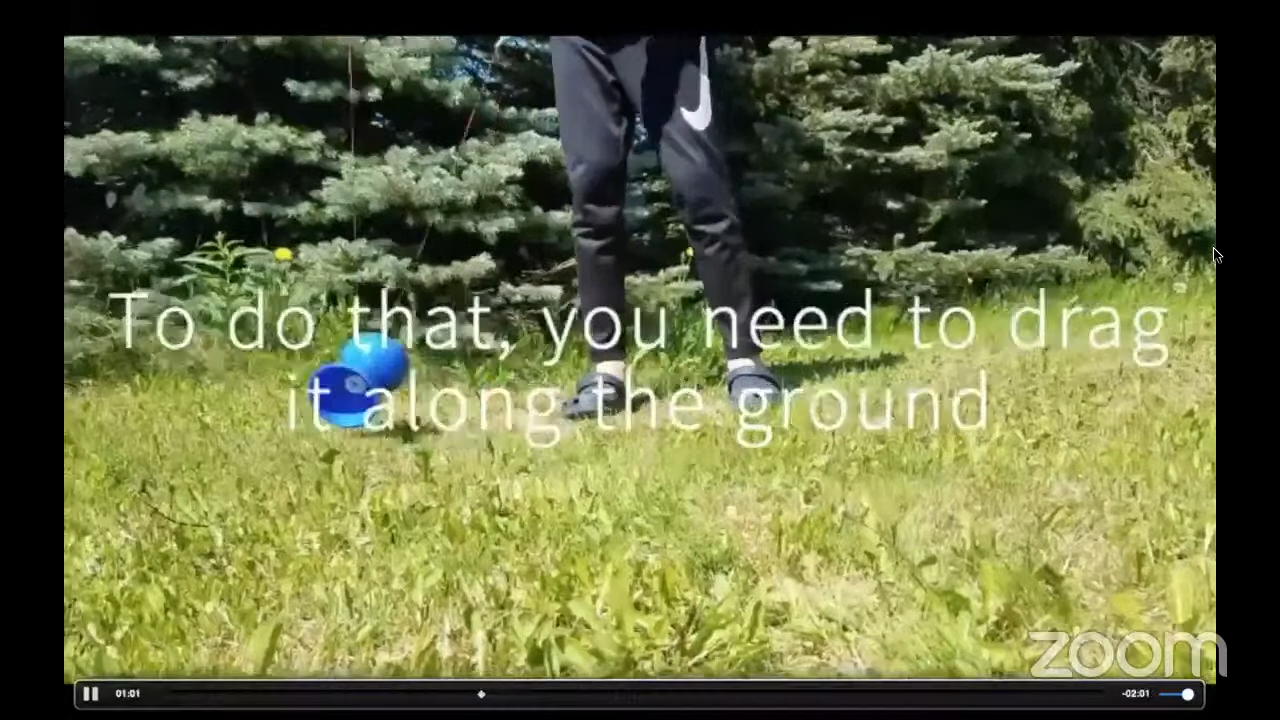 To do that, you need to drag
it along the ground
zoom
01:01
-02:01